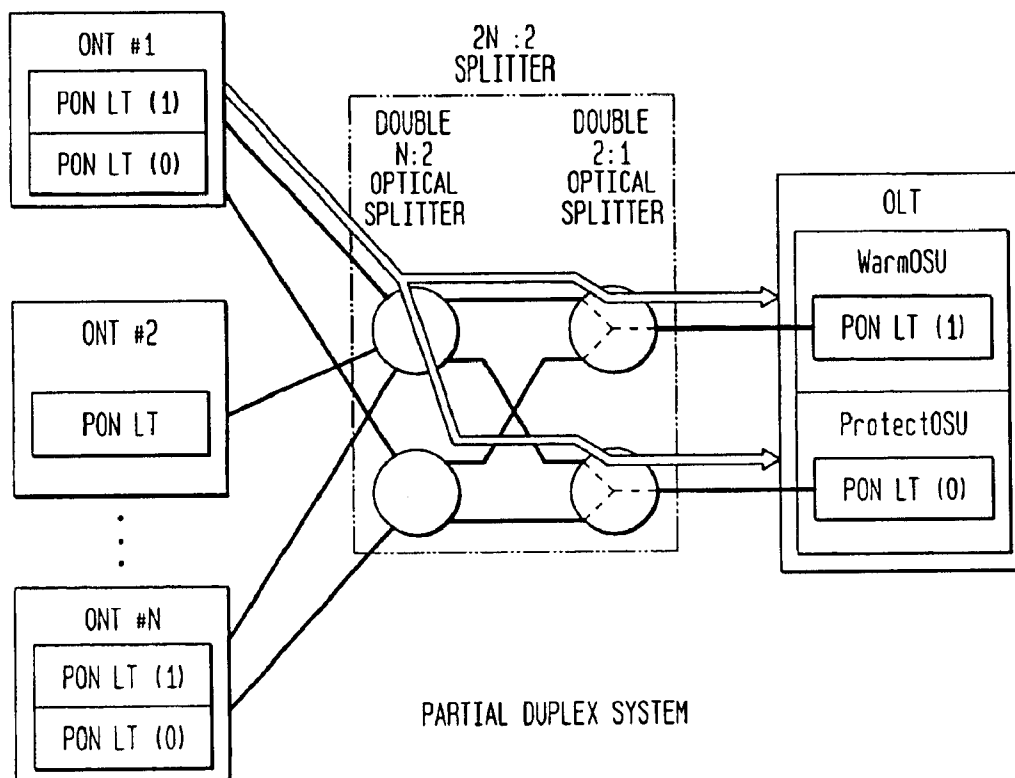 ONT #1
PON LT (1)
PON LT (0)
ONT #2
PON LT
ONT #N
PON LT (1)
PON LT (0)
2N :2
SPLITTER
DOUBLE
N:2
OPTICAL
SPLITTER
DOUBLE
2:1
OPTICAL
SPLITTER
OLT
WarmOSU
PON LT (1)
ProtectOSU
PON LT (0)
PARTIAL DUPLEX SYSTEM